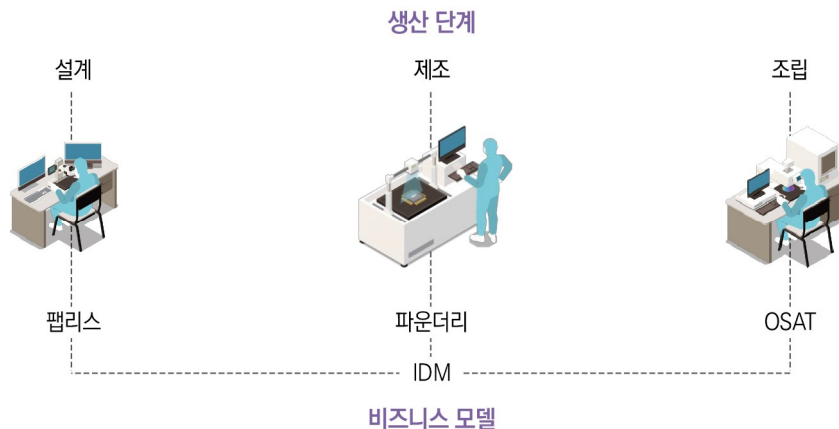 생산 단계
설계 제조 조립
팹리스 파운더리 OSAT
IDM
비즈니스 모델